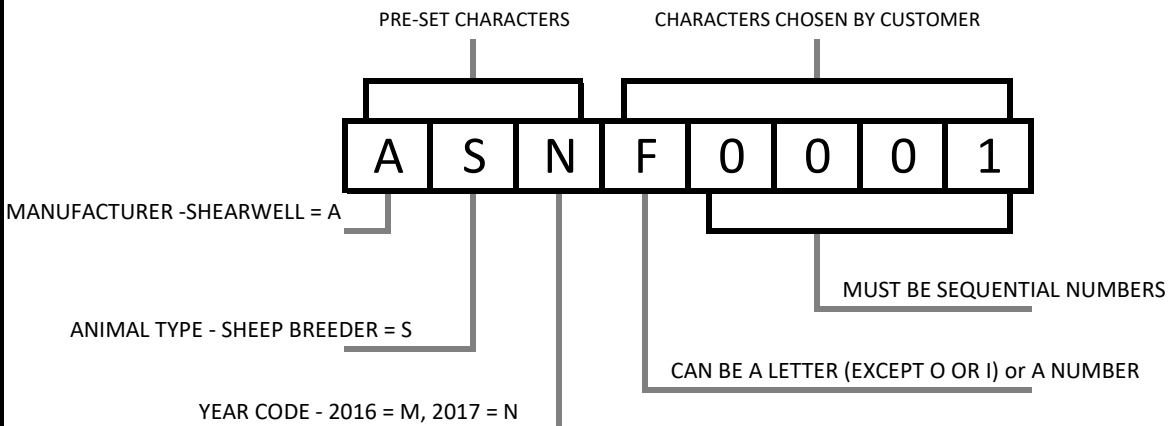 PRE-SET CHARACTERS
CHARACTERS CHOSEN BY CUSTOMER
A S N F 0 0 0 1
MANUFACTURER -SHEARWELL = A
MUST BE SEQUENTIAL NUMBERS
ANIMAL TYPE - SHEEP BREEDER = S
CAN BE A LETTER (EXCEPT O OR I) or A NUMBER
YEAR CODE - 2016 = M, 2017 = N